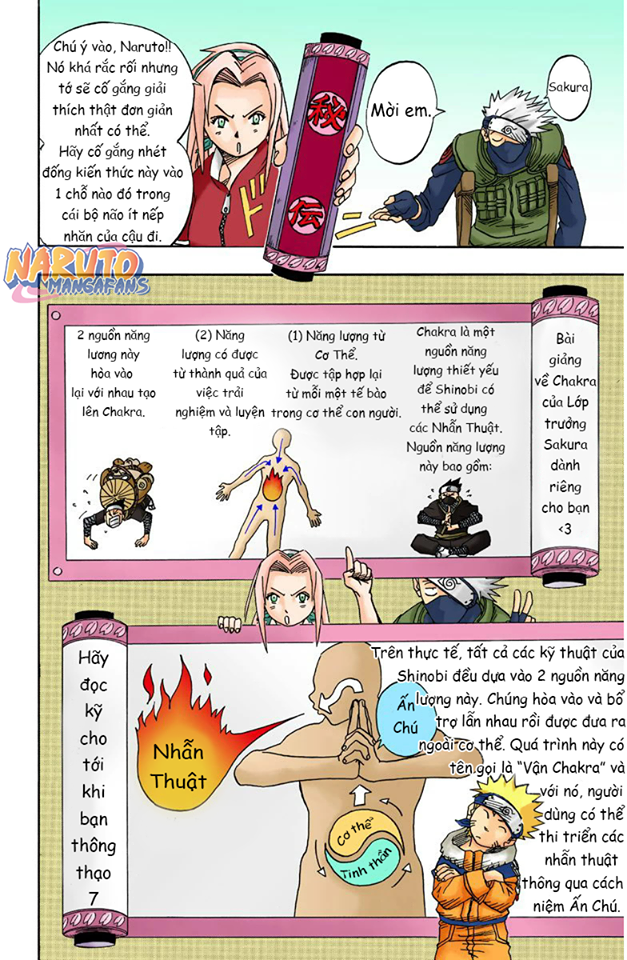 Sakura
Mời em.
秘
伝
ド
Chú ý vào, Naruto!!
Nó khá rắc rối nhưng
tớ sẽ cố gắng giải
thích thật đơn giản
nhất có thể.
Hãy cố gắng nhét
đống kiến thức này vào
1 chỗ nào đó trong
cái bộ não ít nếp
nhăn của cậu đi.
NARUTO
MANGAFANS
Bài
giảng
về Chakra
của Lớp
trưởng
Sakura
dành
riêng
cho bạn
<3
Chakra là một
nguồn năng
lượng thiết yếu
để Shinobi có
thể sử dụng
các Nhẫn Thuật.
Nguồn năng lượng
này bao gồm:
(1) Năng lượng từ
Cơ Thể.
Được tập hợp lại
từ mỗi một tế bào
trong cơ thể con người.
(2) Năng
lượng có được
từ thành quả của
việc trải
nghiệm và luyện
tập.
2 nguồn năng
lương này
hòa vào
lại với nhau tạo
lên Chakra.
Trên thực tế, tất cả các kỹ thuật của
Shinobi đều dựa vào 2 nguồn năng
lượng này. Chúng hòa vào và bổ
trợ lẫn nhau rồi được đưa ra
ngoài cơ thể. Quá trình này có
tên gọi là “Vận Chakra” và
với nó, người
dùng có thể
thi triển các
nhẫn thuật
thông qua cách
niệm Ấn Chú.
Ấn
Chú
Nhẫn
Thuật
Cơ thể
Tinh thần
Hãy
đọc
kỹ
cho
tới
khi
bạn
thông
thạo
7